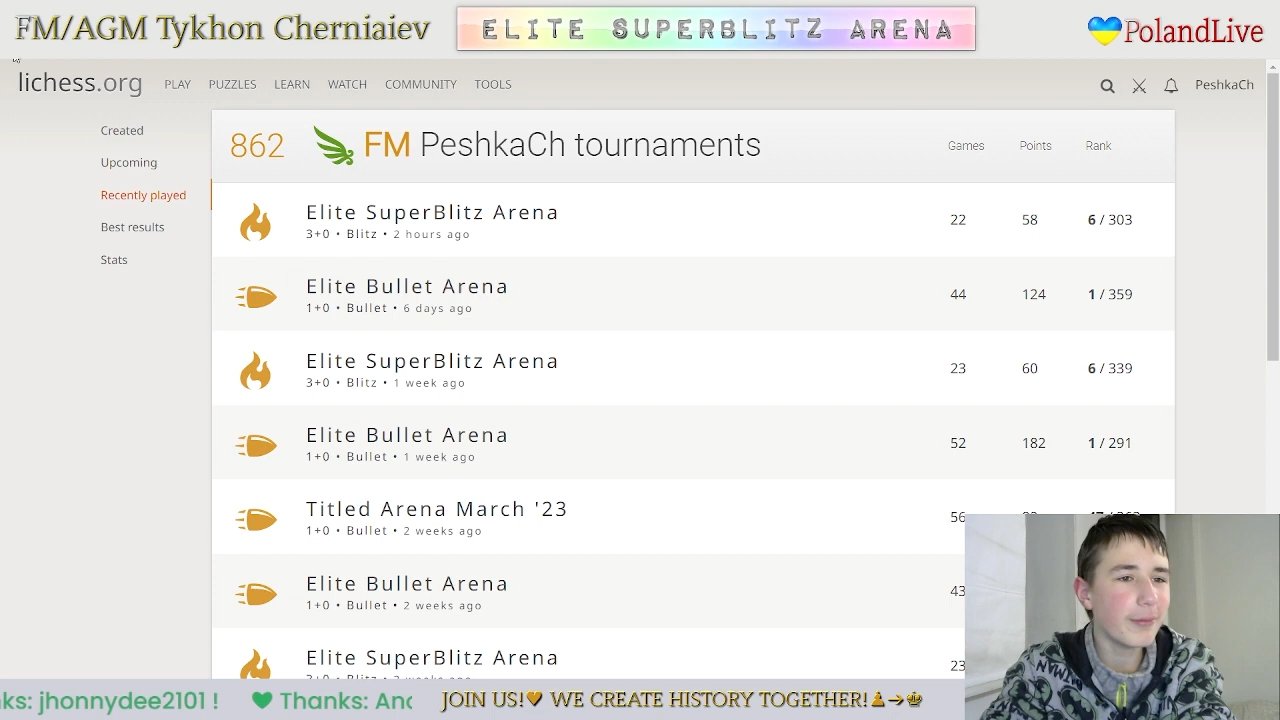 FM/AGM Tykhon Cherniaiev
ELITE SUPERBLITZ ARENA
PolandLive
lichess.org PLAY PUZZLES LEARN WATCH COMMUNITY TOOLS PeshkaCh
Created
Upcoming
Recently played
Best results
Stats
862 FM PeshkaCh tournaments Games Points Rank
Elite SuperBlitz Arena 22 58 6 / 303
3+0 • Blitz • 2 hours ago
Elite Bullet Arena 44 124 1 / 359
1+0 • Bullet • 6 days ago
Elite SuperBlitz Arena 23 60 6 / 339
3+0 • Blitz • 1 week ago
Elite Bullet Arena 52 182 1 / 291
1+0 • Bullet • 1 week ago
Titled Arena March '23 56
1+0 • Bullet • 2 weeks ago
Elite Bullet Arena 43
1+0 • Bullet • 2 weeks ago
Elite SuperBlitz Arena 23
nks: jhonnydee2101 ! 💚 Thanks: And
JOIN US!♥ WE CREATE HISTORY TOGETHER!♟→♚
BATMAN